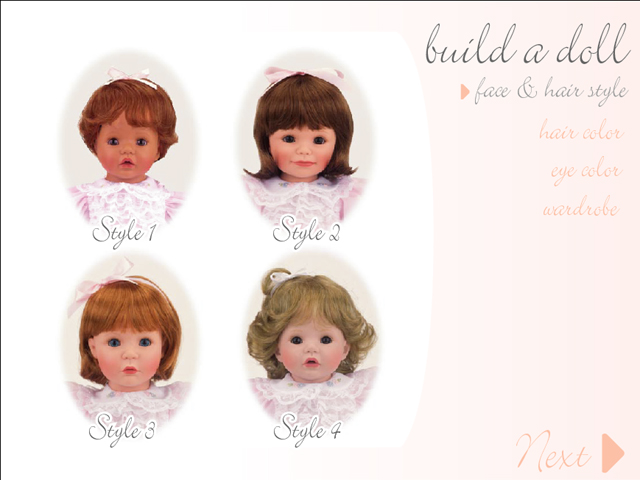 build a doll
face & hair style
hair color
eye color
wardrobe
Style 1
Style 2
Style 3
Style 4
Next